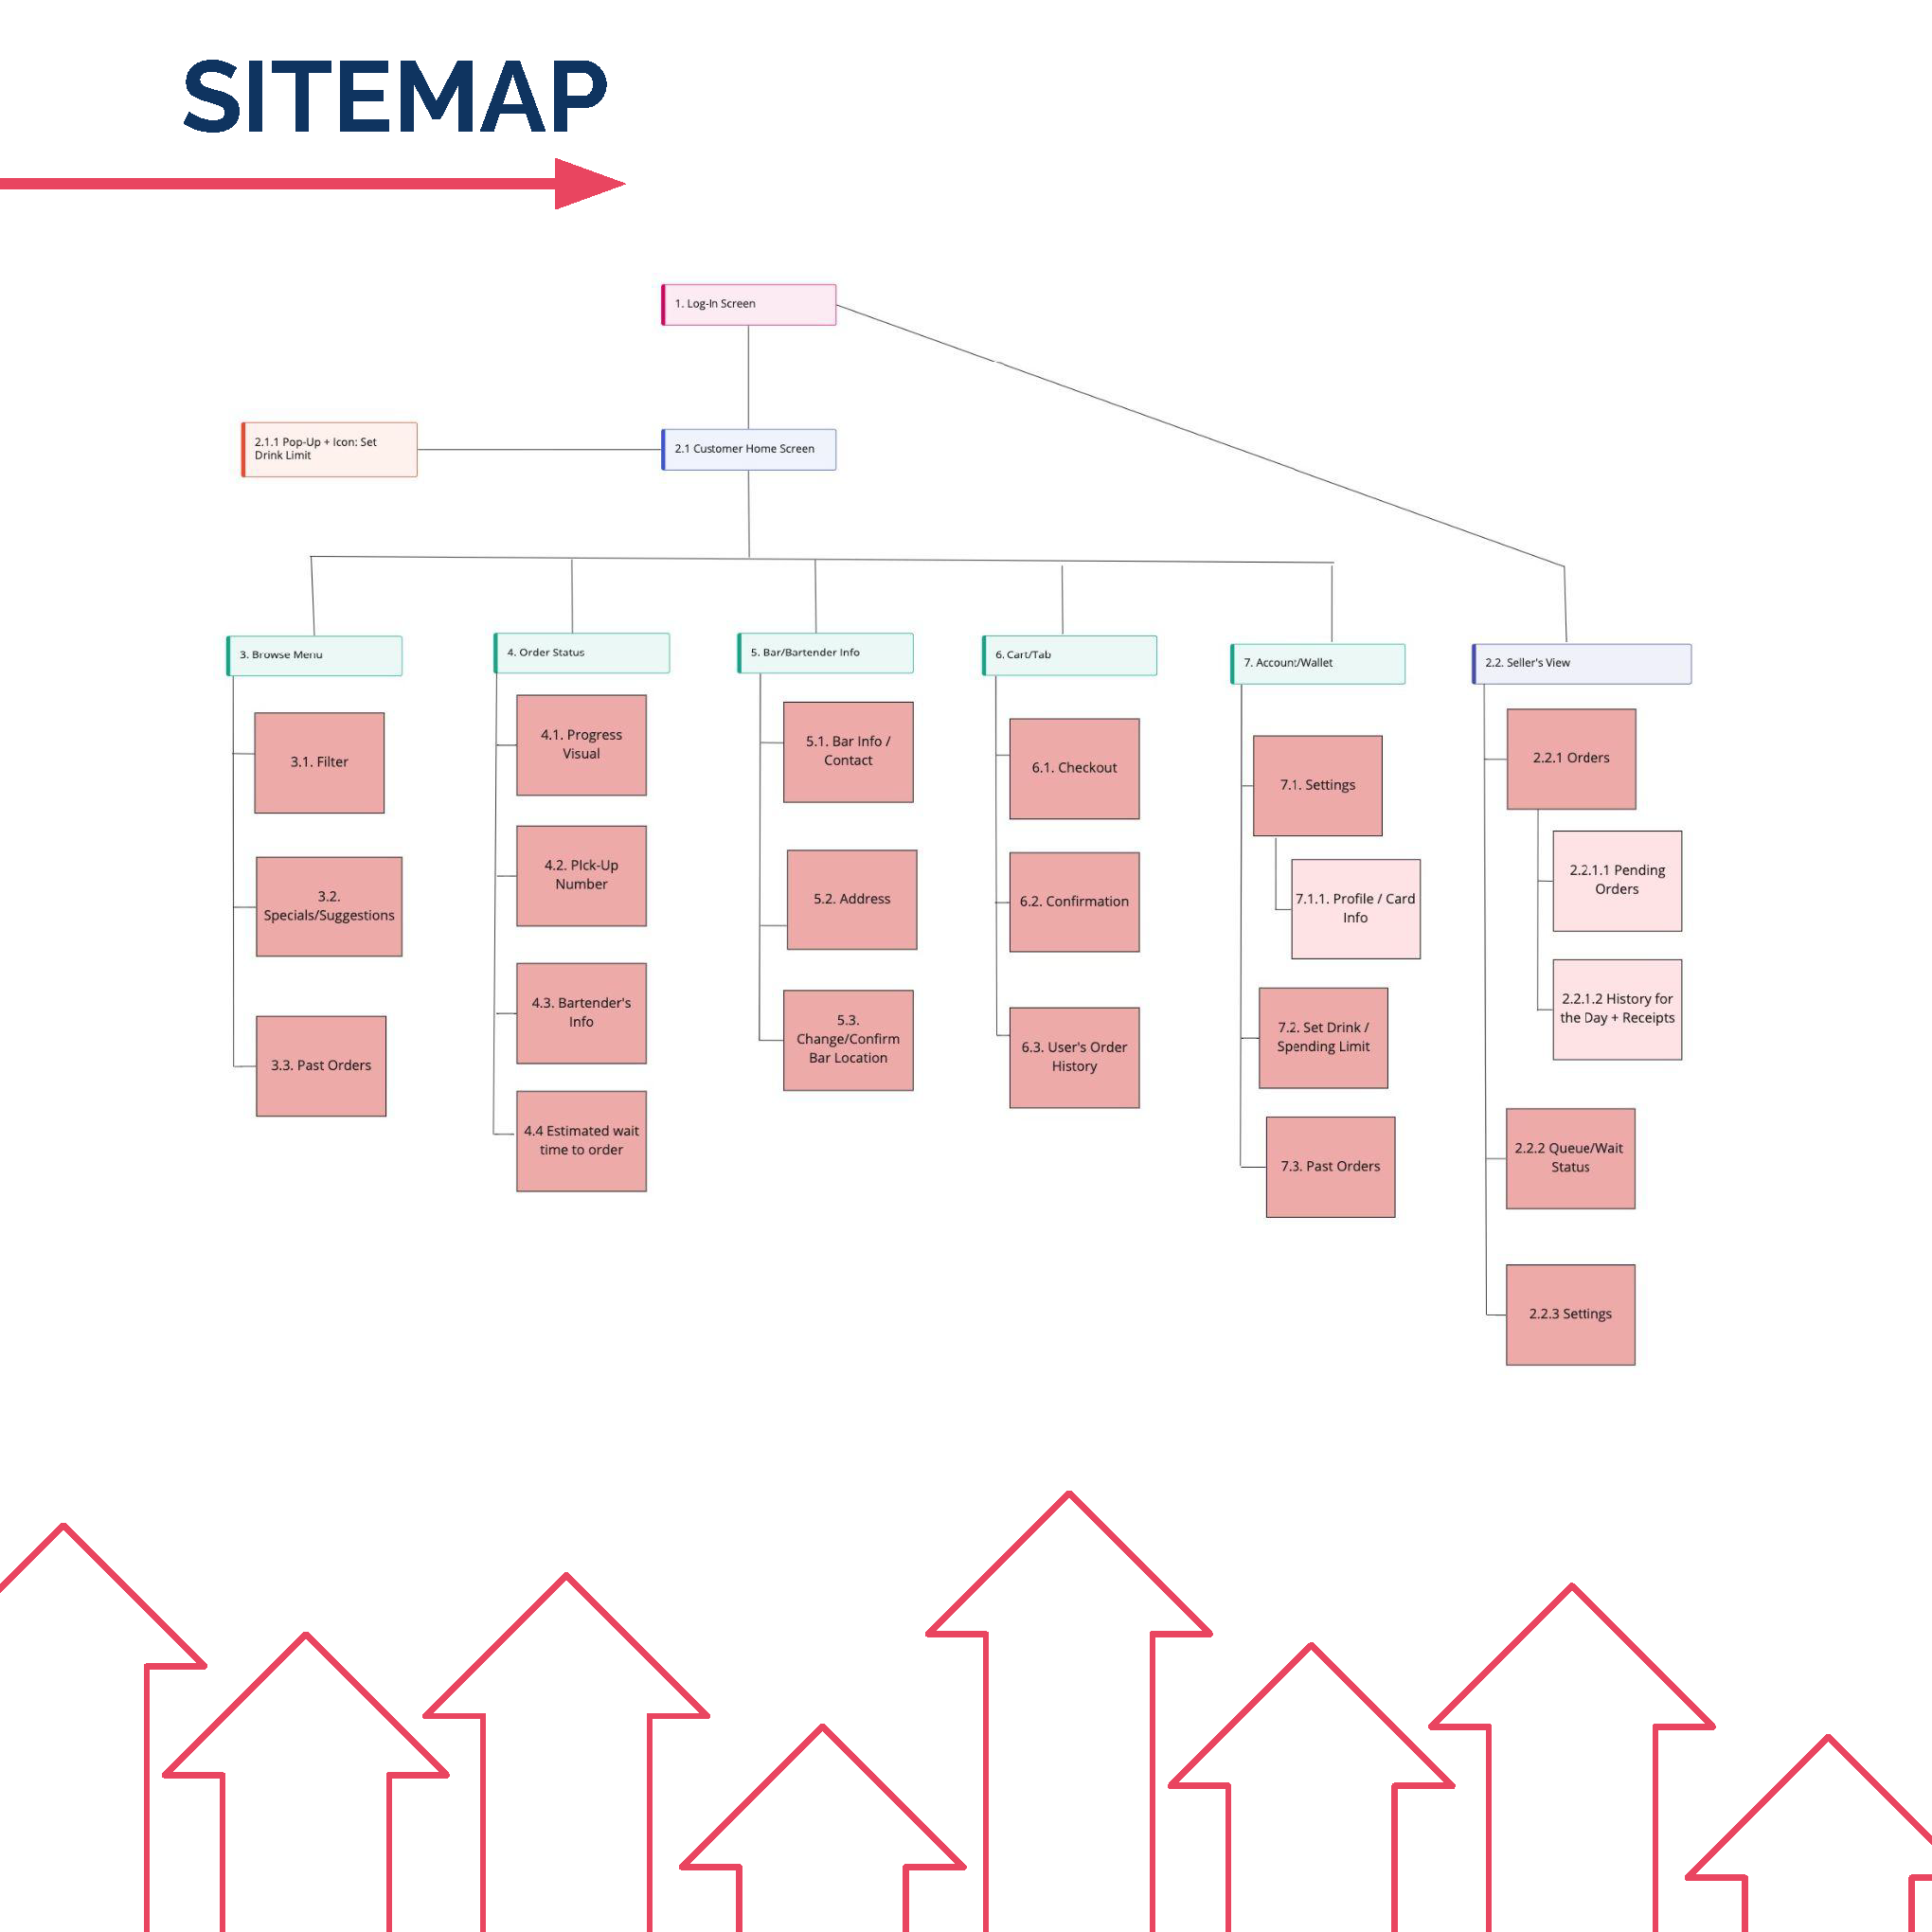 SITEMAP
1. Log-In Screen
2.1.1 Pop-Up + Icon: Set
Drink Limit
2.1 Customer Home Screen
3. Browse Menu
3.1. Filter
3.2.
Specials/Suggestions
3.3. Past Orders
4. Order Status
4.1. Progress
Visual
4.2. PIck-Up
Number
4.3. Bartender's
Info
4.4 Estimated wait
time to order
5. Bar/Bartender Info
5.1. Bar Info /
Contact
5.2. Address
5.3.
Change/Confirm
Bar Location
6. Cart/Tab
6.1. Checkout
6.2. Confirmation
6.3. User's Order
History
7. Account/Wallet
7.1. Settings
7.1.1. Profile / Card
Info
7.2. Set Drink /
Spending Limit
7.3. Past Orders
2.2. Seller's View
2.2.1 Orders
2.2.1.1 Pending
Orders
2.2.1.2 History for
the Day + Receipts
2.2.2 Queue/Wait
Status
2.2.3 Settings